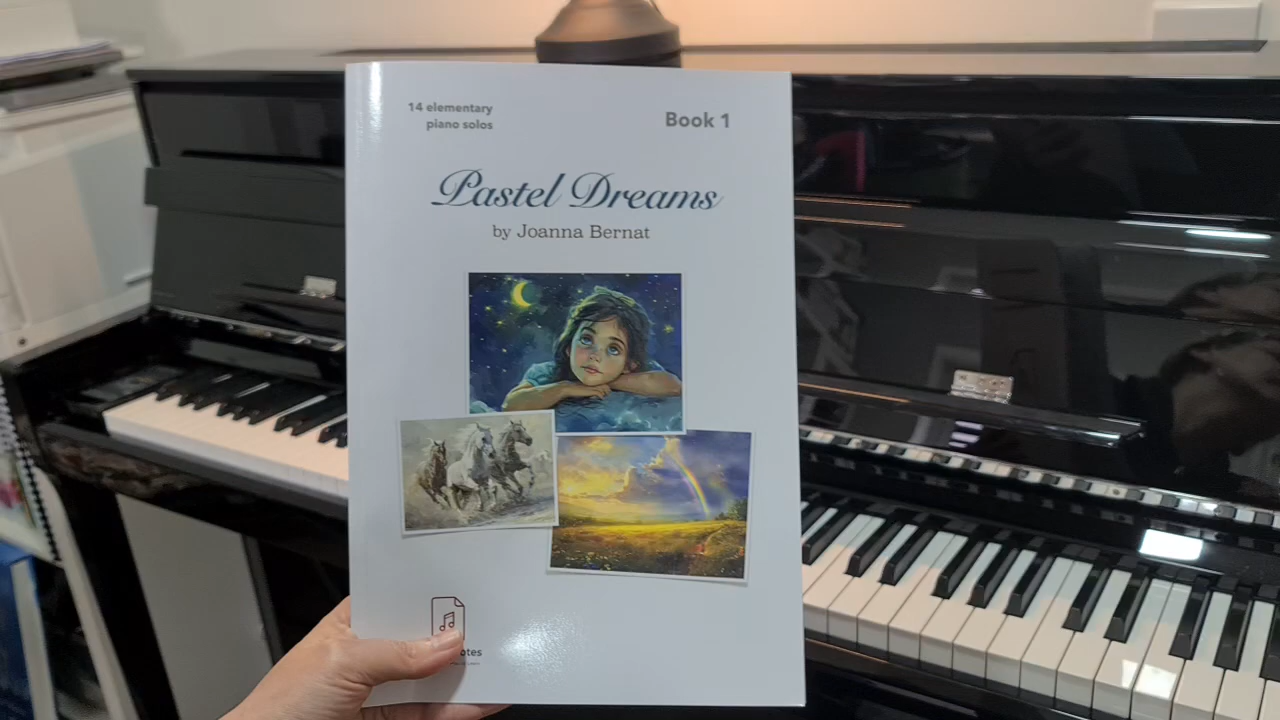 14 elementary
piano solos
Book 1
Pastel Dreams
by Joanna Bernat